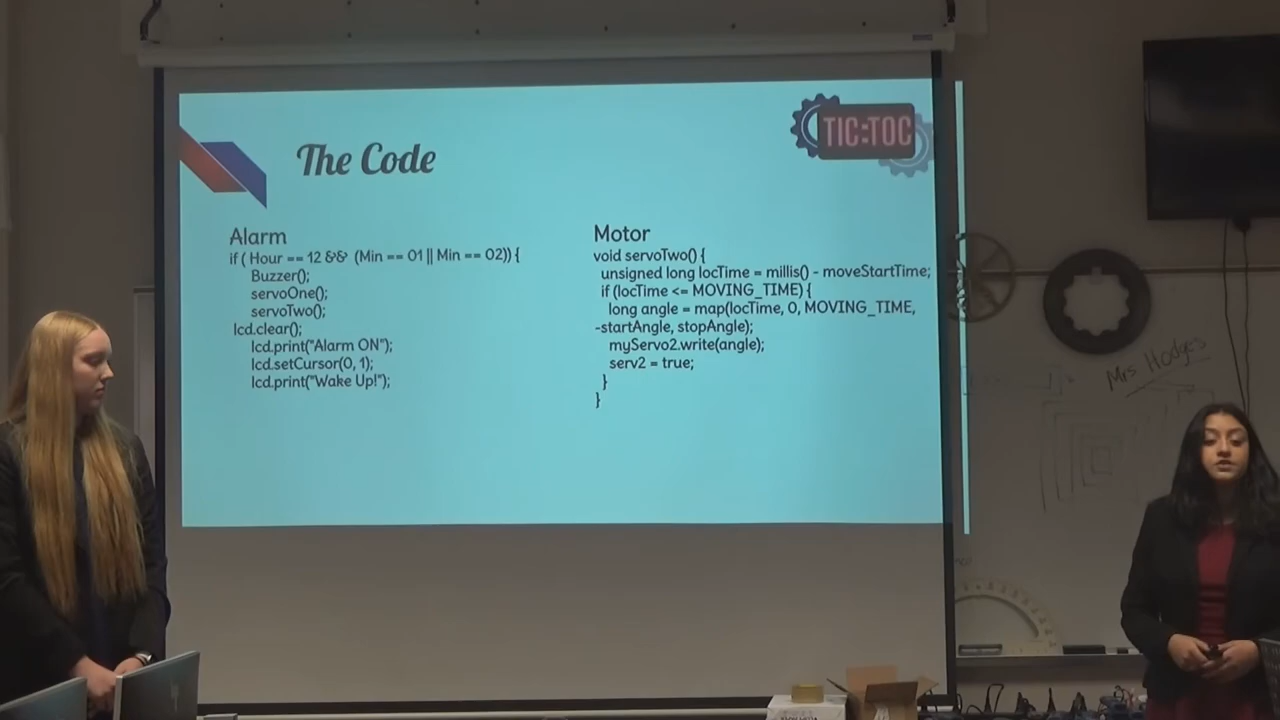 The Code
TIC:TOC
Alarm
if ( Hour == 12 && (Min == 01 || Min == 02)) {
Buzzer();
servoOne();
servoTwo();
lcd.clear();
lcd.print("Alarm ON");
lcd.setCursor(0, 1);
lcd.print("Wake Up!");
Motor
void servoTwo() {
unsigned long locTime = millis() - moveStartTime;
if (locTime <= MOVING_TIME) {
long angle = map(locTime, 0, MOVING_TIME,
-startAngle, stopAngle);
myServo2.write(angle);
serv2 = true;
}
}
Mrs Hodges